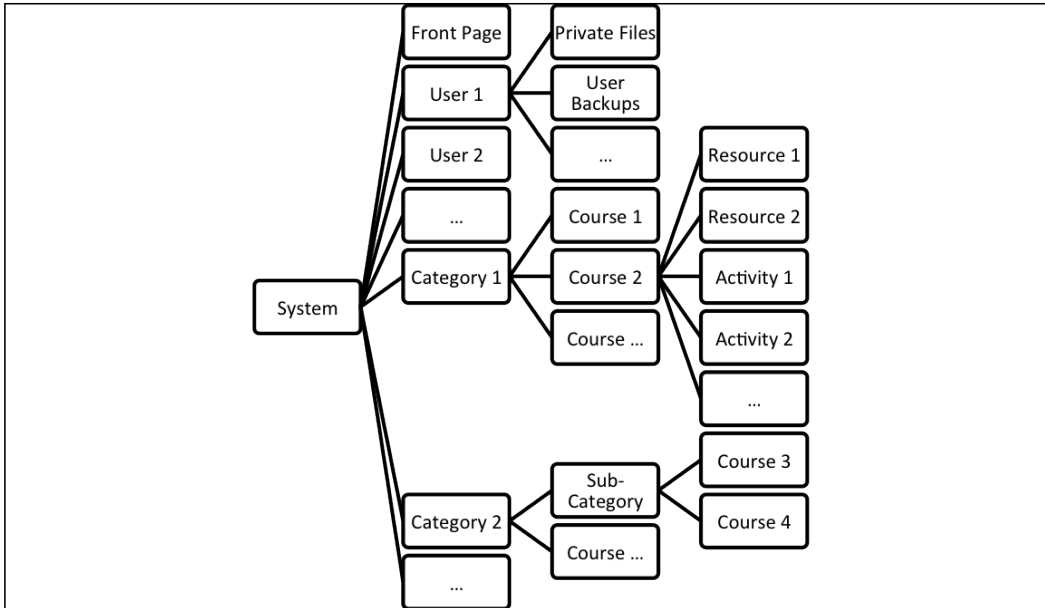 Front Page
Private Files
User 1
User
Backups
User 2
...
Resource 1
...
Course 1
Resource 2
Category 1
Course 2
Activity 1
System
Course ...
Activity 2
...
Sub-
Category
Course 3
Category 2
Course 4
Course ...
...